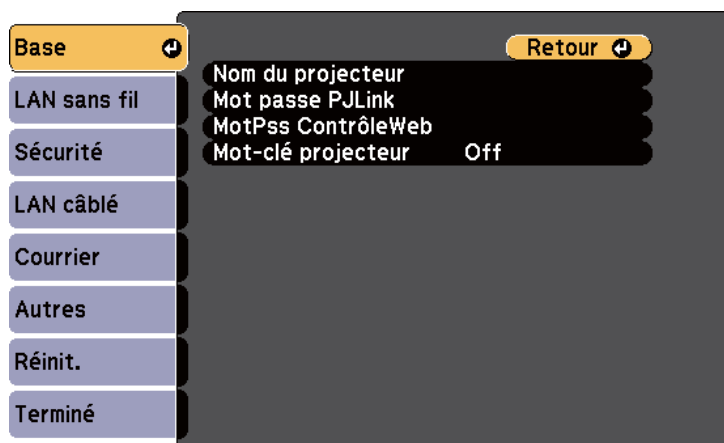 Base
LAN sans fil
Sécurité
LAN câblé
Courrier
Autres
Réinit.
Terminé
Retour
Nom du projecteur
Mot passe PJLink
MotPss ContrôleWeb
Mot-clé projecteur Off